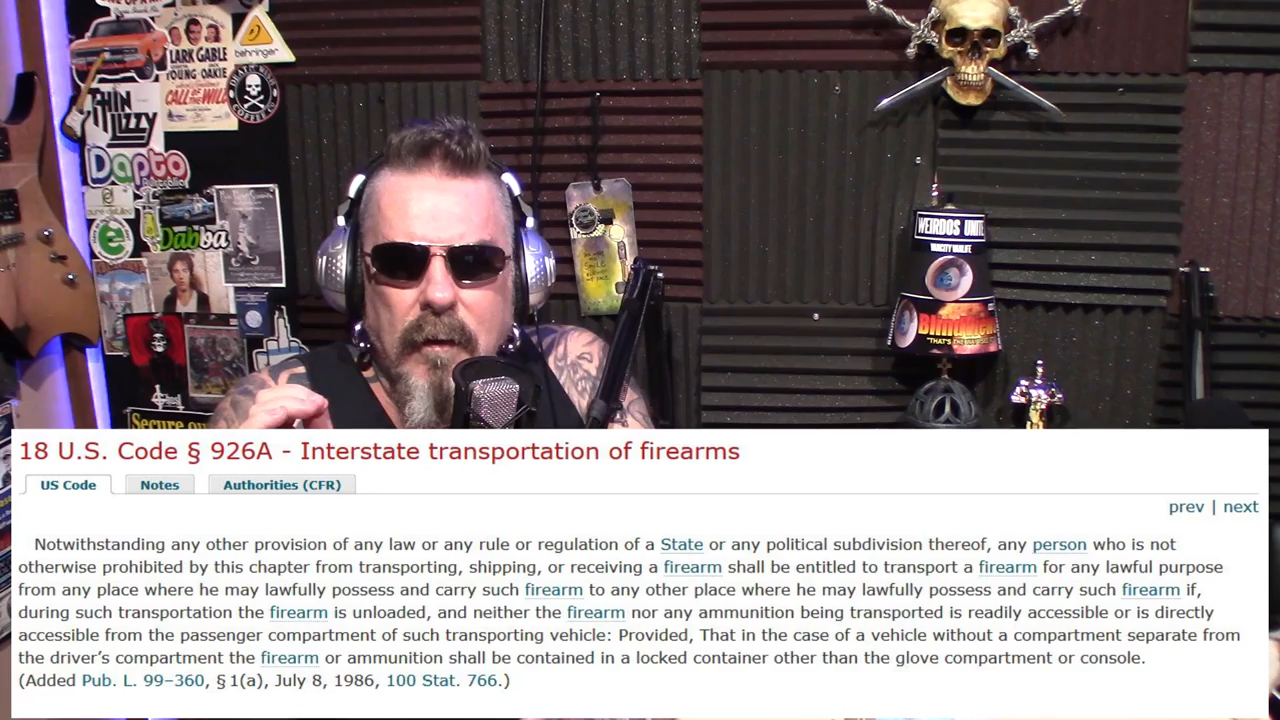 behringer
LARK GABLE
YOUNG·OAKIE
CALL OF THE WILD
COFFEE
THIN
LIZZY
Dapto
Australia
Dabba
e
WEIRDOS UNITE
"THAT'S THE WAY
Ghost
Secure ou
18 U.S. Code § 926A - Interstate transportation of firearms
US Code
Notes
Authorities (CFR)
prev | next
Notwithstanding any other provision of any law or any rule or regulation of a State or any political subdivision thereof, any person who is not
otherwise prohibited by this chapter from transporting, shipping, or receiving a firearm shall be entitled to transport a firearm for any lawful purpose
from any place where he may lawfully possess and carry such firearm to any other place where he may lawfully possess and carry such firearm if,
during such transportation the firearm is unloaded, and neither the firearm nor any ammunition being transported is readily accessible or is directly
accessible from the passenger compartment of such transporting vehicle: Provided, That in the case of a vehicle without a compartment separate from
the driver's compartment the firearm or ammunition shall be contained in a locked container other than the glove compartment or console.
(Added Pub. L. 99–360, § 1(a), July 8, 1986, 100 Stat. 766.)